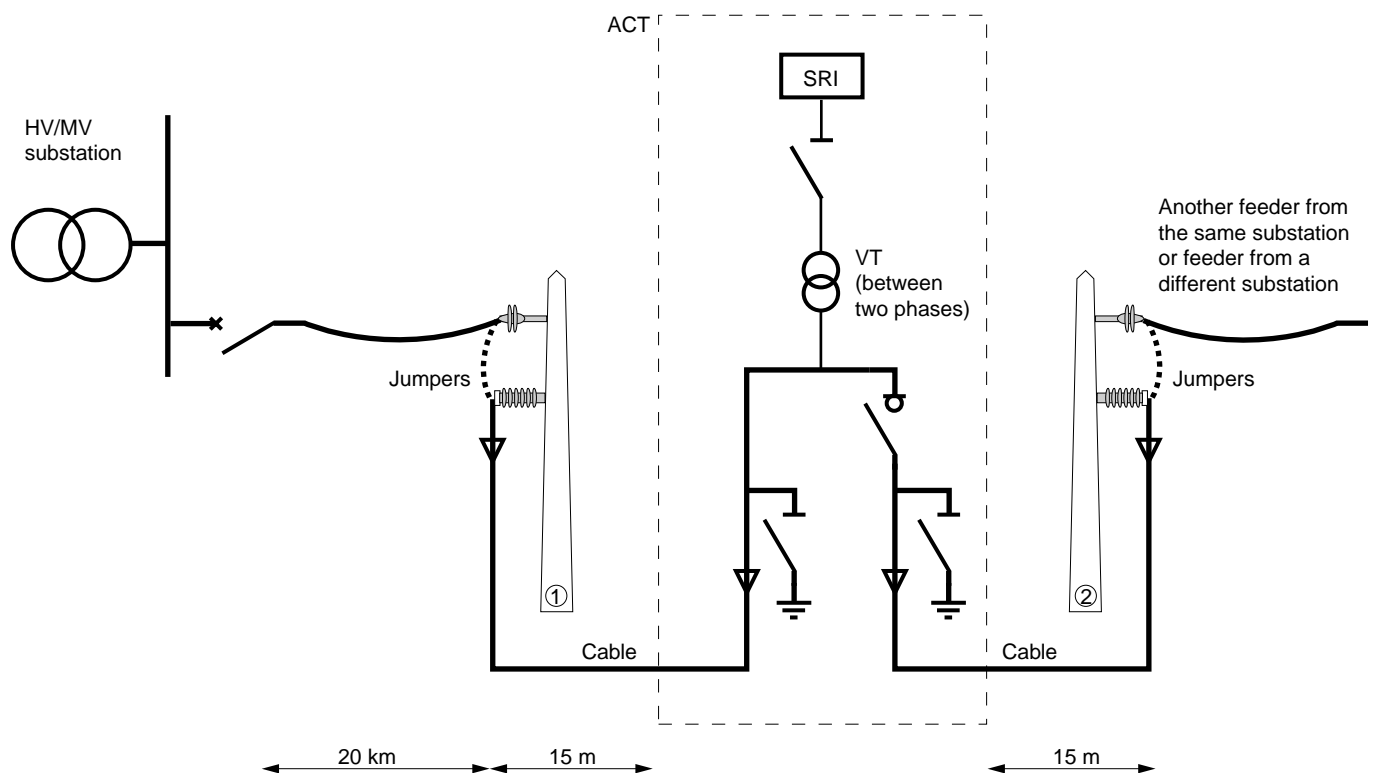 ACT
SRI
HV/MV
substation
VT
(between
two phases)
Another feeder from
the same substation
or feeder from a
different substation
Jumpers
Jumpers
1
2
Cable
Cable
20 km
15 m
15 m